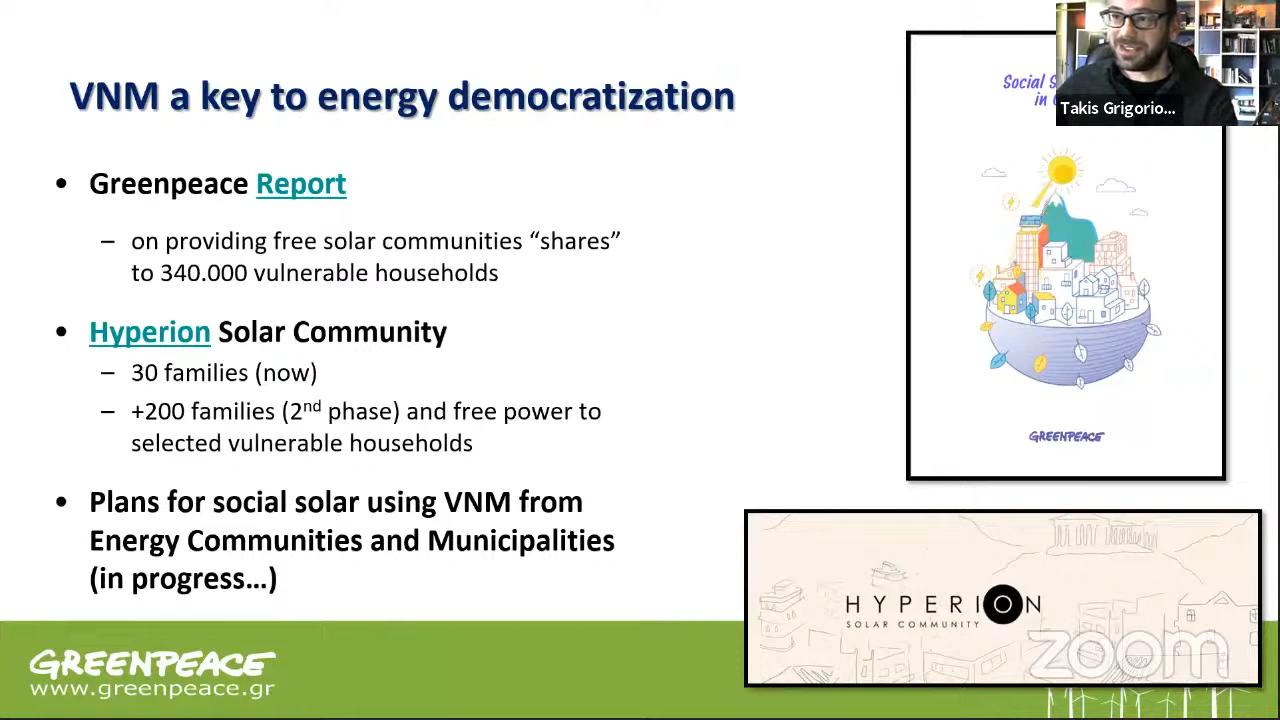 VNM a key to energy democratization
• Greenpeace Report
– on providing free solar communities “shares”
to 340.000 vulnerable households
• Hyperion Solar Community
– 30 families (now)
– +200 families (2nd phase) and free power to
selected vulnerable households
• Plans for social solar using VNM from
Energy Communities and Municipalities
(in progress…)
GREENPEACE
www.greenpeace.gr
Social
in
Takis Grigorio...
GREENPEACE
HYPERION
SOLAR COMMUNITY
zoom